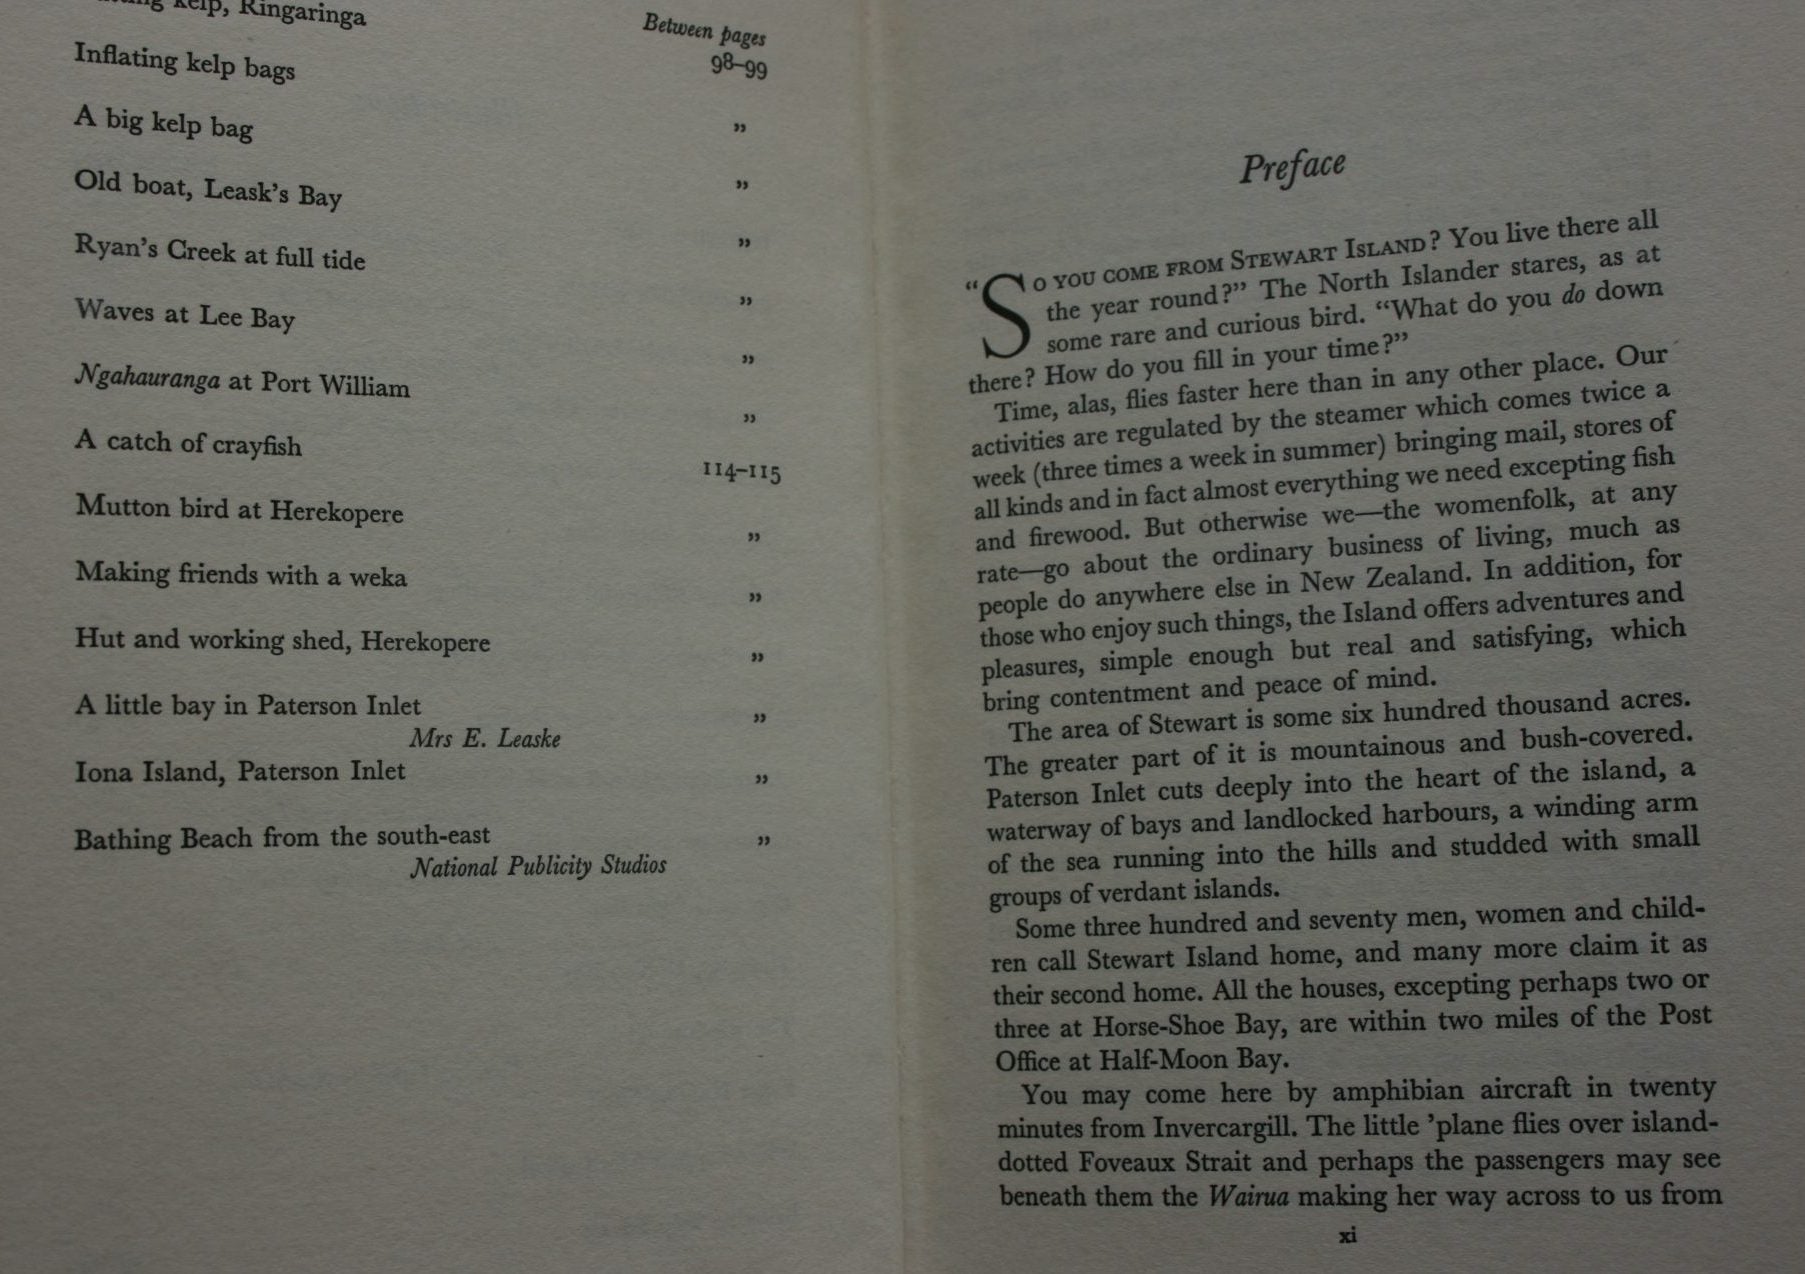 kelp, Ringaringa
Between pages
98–99
Inflating kelp bags
A big kelp bag ”
Old boat, Leask's Bay ”
Ryan's Creek at full tide ”
Waves at Lee Bay ”
Ngahauranga at Port William ”
A catch of crayfish ”
114–115
Mutton bird at Herekopere ”
Making friends with a weka ”
Hut and working shed, Herekopere ”
A little bay in Paterson Inlet ”
Mrs E. Leaske
Iona Island, Paterson Inlet ”
Bathing Beach from the south-east ”
National Publicity Studios
Preface
“So you come from Stewart Island? You live there all
the year round?” The North Islander stares, as at
some rare and curious bird. “What do you do down
there? How do you fill in your time?”
Time, alas, flies faster here than in any other place. Our
activities are regulated by the steamer which comes twice a
week (three times a week in summer) bringing mail, stores of
all kinds and in fact almost everything we need excepting fish
and firewood. But otherwise we—the womenfolk, at any
rate—go about the ordinary business of living, much as
people do anywhere else in New Zealand. In addition, for
those who enjoy such things, the Island offers adventures and
pleasures, simple enough but real and satisfying, which
bring contentment and peace of mind.
The area of Stewart is some six hundred thousand acres.
The greater part of it is mountainous and bush-covered.
Paterson Inlet cuts deeply into the heart of the island, a
waterway of bays and landlocked harbours, a winding arm
of the sea running into the hills and studded with small
groups of verdant islands.
Some three hundred and seventy men, women and child-
ren call Stewart Island home, and many more claim it as
their second home. All the houses, excepting perhaps two or
three at Horse-Shoe Bay, are within two miles of the Post
Office at Half-Moon Bay.
You may come here by amphibian aircraft in twenty
minutes from Invercargill. The little 'plane flies over island-
dotted Foveaux Strait and perhaps the passengers may see
beneath them the Wairua making her way across to us from
xi